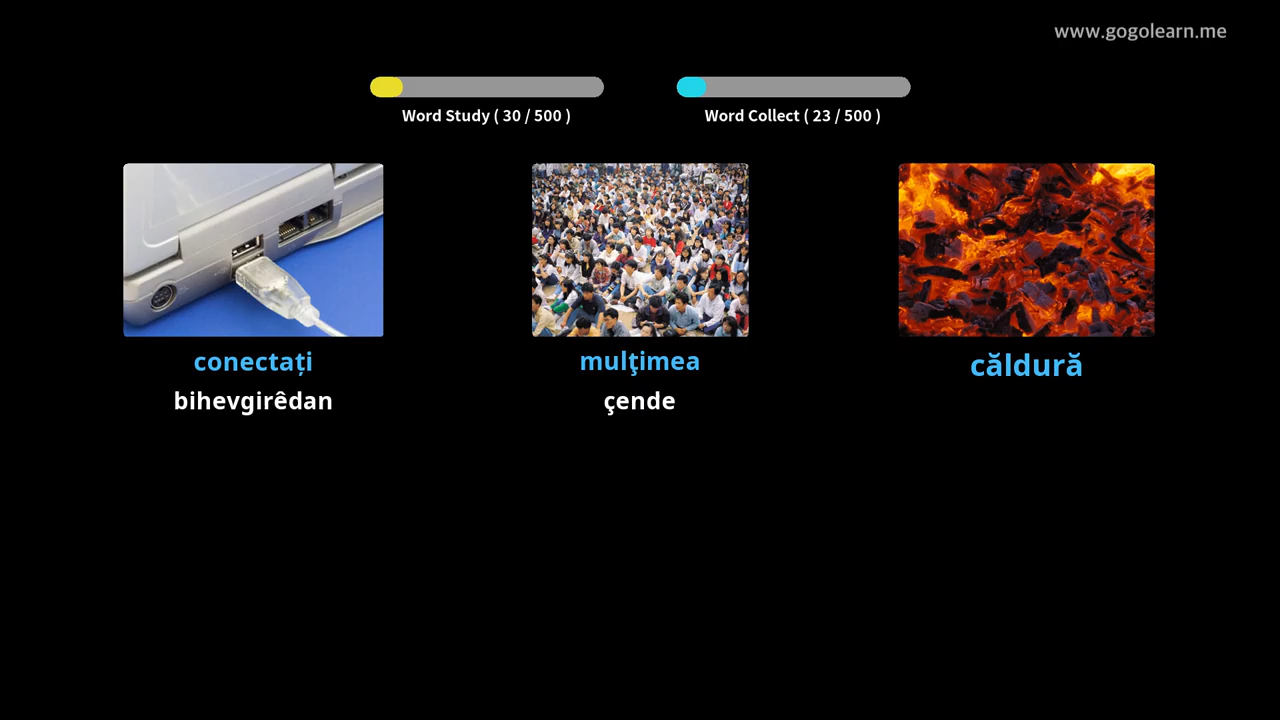 www.gogolearn.me
Word Study ( 30 / 500 )
Word Collect ( 23 / 500 )
conectați
mulţimea
căldură
bihevgirêdan
çende